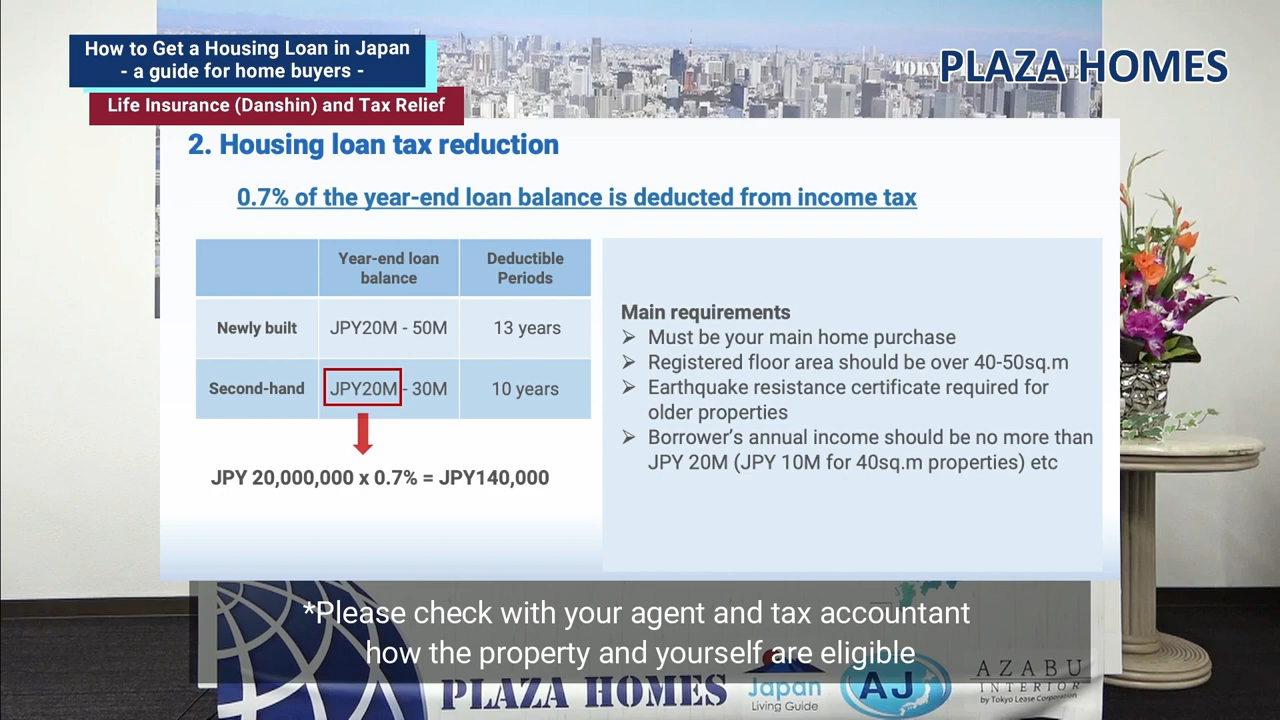 How to Get a Housing Loan in Japan
- a guide for home buyers -
Life Insurance (Danshin) and Tax Relief
PLAZA HOMES
2. Housing loan tax reduction
0.7% of the year-end loan balance is deducted from income tax
Year-end loan balance
Deductible Periods
Newly built
JPY20M - 50M
13 years
Second-hand
JPY20M - 30M
10 years
JPY 20,000,000 x 0.7% = JPY140,000
Main requirements
➢ Must be your main home purchase
➢ Registered floor area should be over 40-50sq.m
➢ Earthquake resistance certificate required for
older properties
➢ Borrower’s annual income should be no more than
JPY 20M (JPY 10M for 40sq.m properties) etc
*Please check with your agent and tax accountant
how the property and yourself are eligible
PLAZA HOMES
Japan
Living Guide
AJ
AZABU
INTERIOR
by Tokyo Lease Corporation